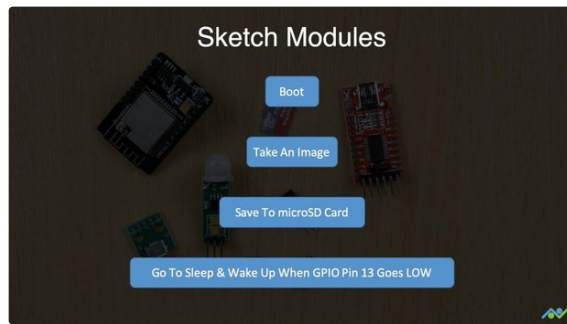 Sketch Modules
Boot
Take An Image
Save To microSD Card
Go To Sleep & Wake Up When GPIO Pin 13 Goes LOW